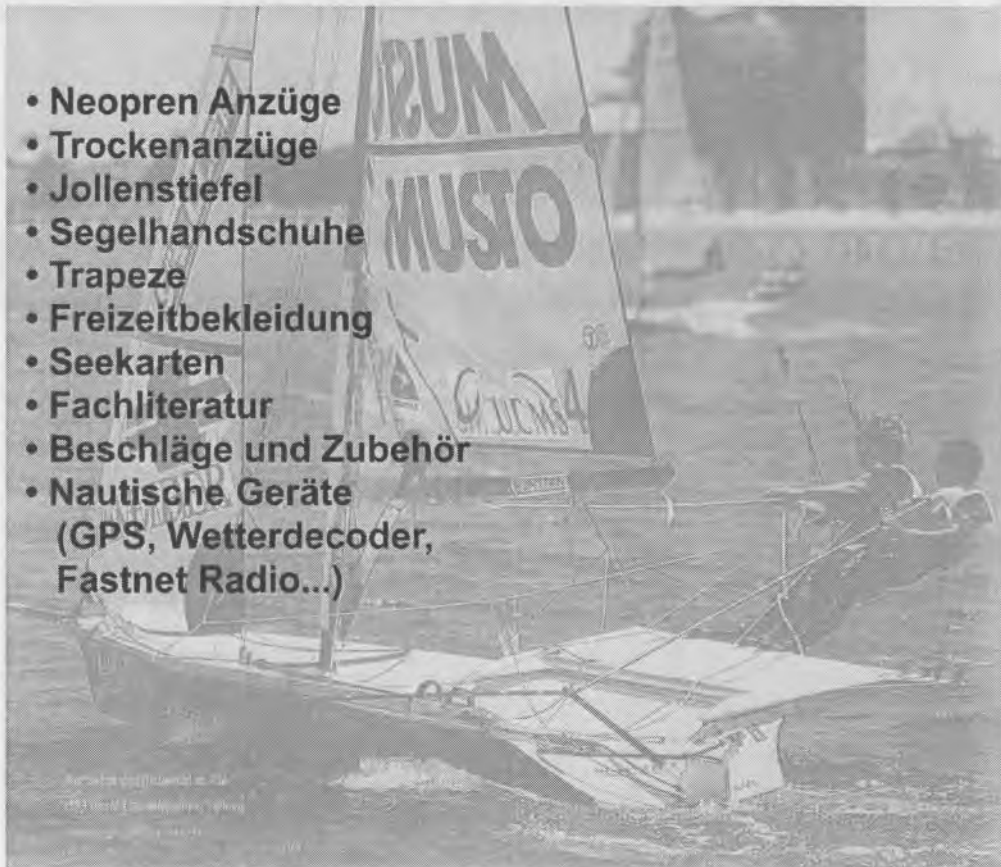 • Neopren Anzüge
• Trockenanzüge
• Jollenstiefel
• Segelhandschuhe
• Trapeze
• Freizeitbekleidung
• Seekarten
• Fachliteratur
• Beschläge und Zubehör
• Nautische Geräte
(GPS, Wetterdecoder,
Fastnet Radio...)
MUSTO